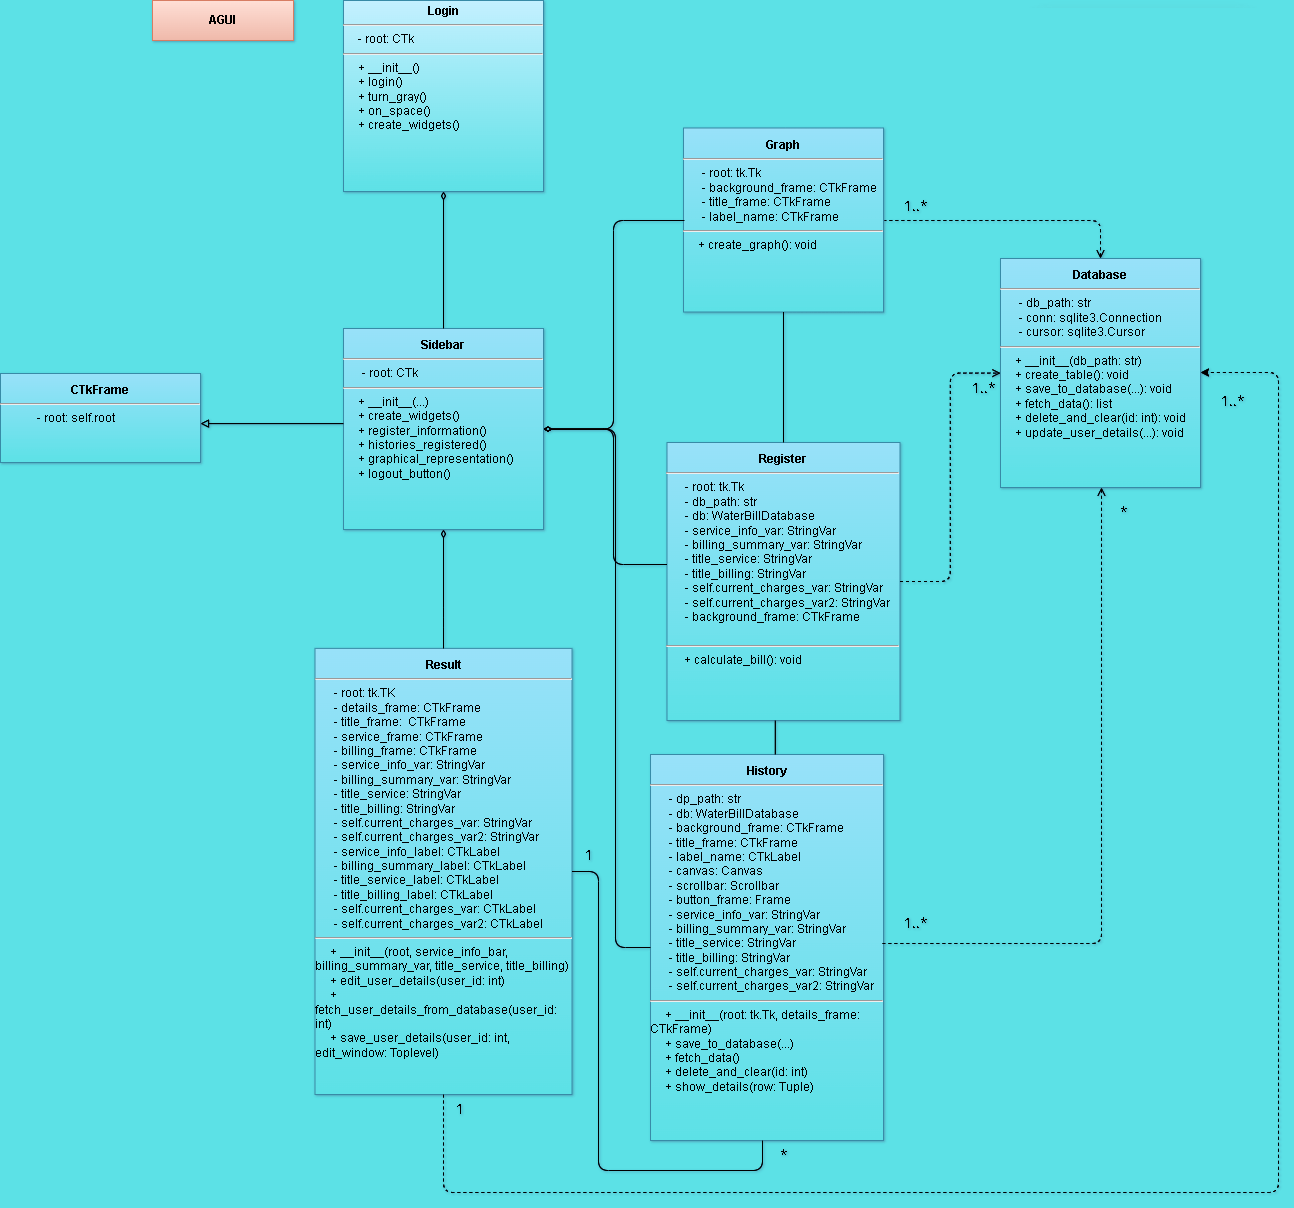 AGUI
Login
- root: CTk
+ __init__()
+ login()
+ turn_gray()
+ on_space()
+ create_widgets()
Graph
- root: tk.Tk
- background_frame: CTkFrame
- title_frame: CTkFrame
- label_name: CTkFrame
+ create_graph(): void
1..*
Database
- db_path: str
- conn: sqlite3.Connection
- cursor: sqlite3.Cursor
+ __init__(db_path: str)
+ create_table(): void
+ save_to_database(...): void
+ fetch_data(): list
+ delete_and_clear(id: int): void
+ update_user_details(...): void
Sidebar
- root: CTk
+ __init__(...)
+ create_widgets()
+ register_information()
+ histories_registered()
+ graphical_representation()
+ logout_button()
CTkFrame
- root: self.root
1..*
1..*
Register
- root: tk.Tk
- db_path: str
- db: WaterBillDatabase
- service_info_var: StringVar
- billing_summary_var: StringVar
- title_service: StringVar
- title_billing: StringVar
- self.current_charges_var: StringVar
- self.current_charges_var2: StringVar
- background_frame: CTkFrame
+ calculate_bill(): void
*
Result
- root: tk.TK
- details_frame: CTkFrame
- title_frame:  CTkFrame
- service_frame: CTkFrame
- billing_frame: CTkFrame
- service_info_var: StringVar
- billing_summary_var: StringVar
- title_service: StringVar
- title_billing: StringVar
- self.current_charges_var: StringVar
- self.current_charges_var2: StringVar
- service_info_label: CTkLabel
- billing_summary_label: CTkLabel
- title_service_label: CTkLabel
- title_billing_label: CTkLabel
- self.current_charges_var: CTkLabel
- self.current_charges_var2: CTkLabel
+ __init__(root, service_info_bar,
billing_summary_var, title_service, title_billing)
+ edit_user_details(user_id: int)
+
fetch_user_details_from_database(user_id:
int)
+ save_user_details(user_id: int,
edit_window: Toplevel)
1
History
- dp_path: str
- db: WaterBillDatabase
- background_frame: CTkFrame
- title_frame: CTkFrame
- label_name: CTkLabel
- canvas: Canvas
- scrollbar: Scrollbar
- button_frame: Frame
- service_info_var: StringVar
- billing_summary_var: StringVar
- title_service: StringVar
- title_billing: StringVar
- self.current_charges_var: StringVar
- self.current_charges_var2: StringVar
+ __init__(root: tk.Tk, details_frame:
CTkFrame)
+ save_to_database(...)
+ fetch_data()
+ delete_and_clear(id: int)
+ show_details(row: Tuple)
1..*
1
*